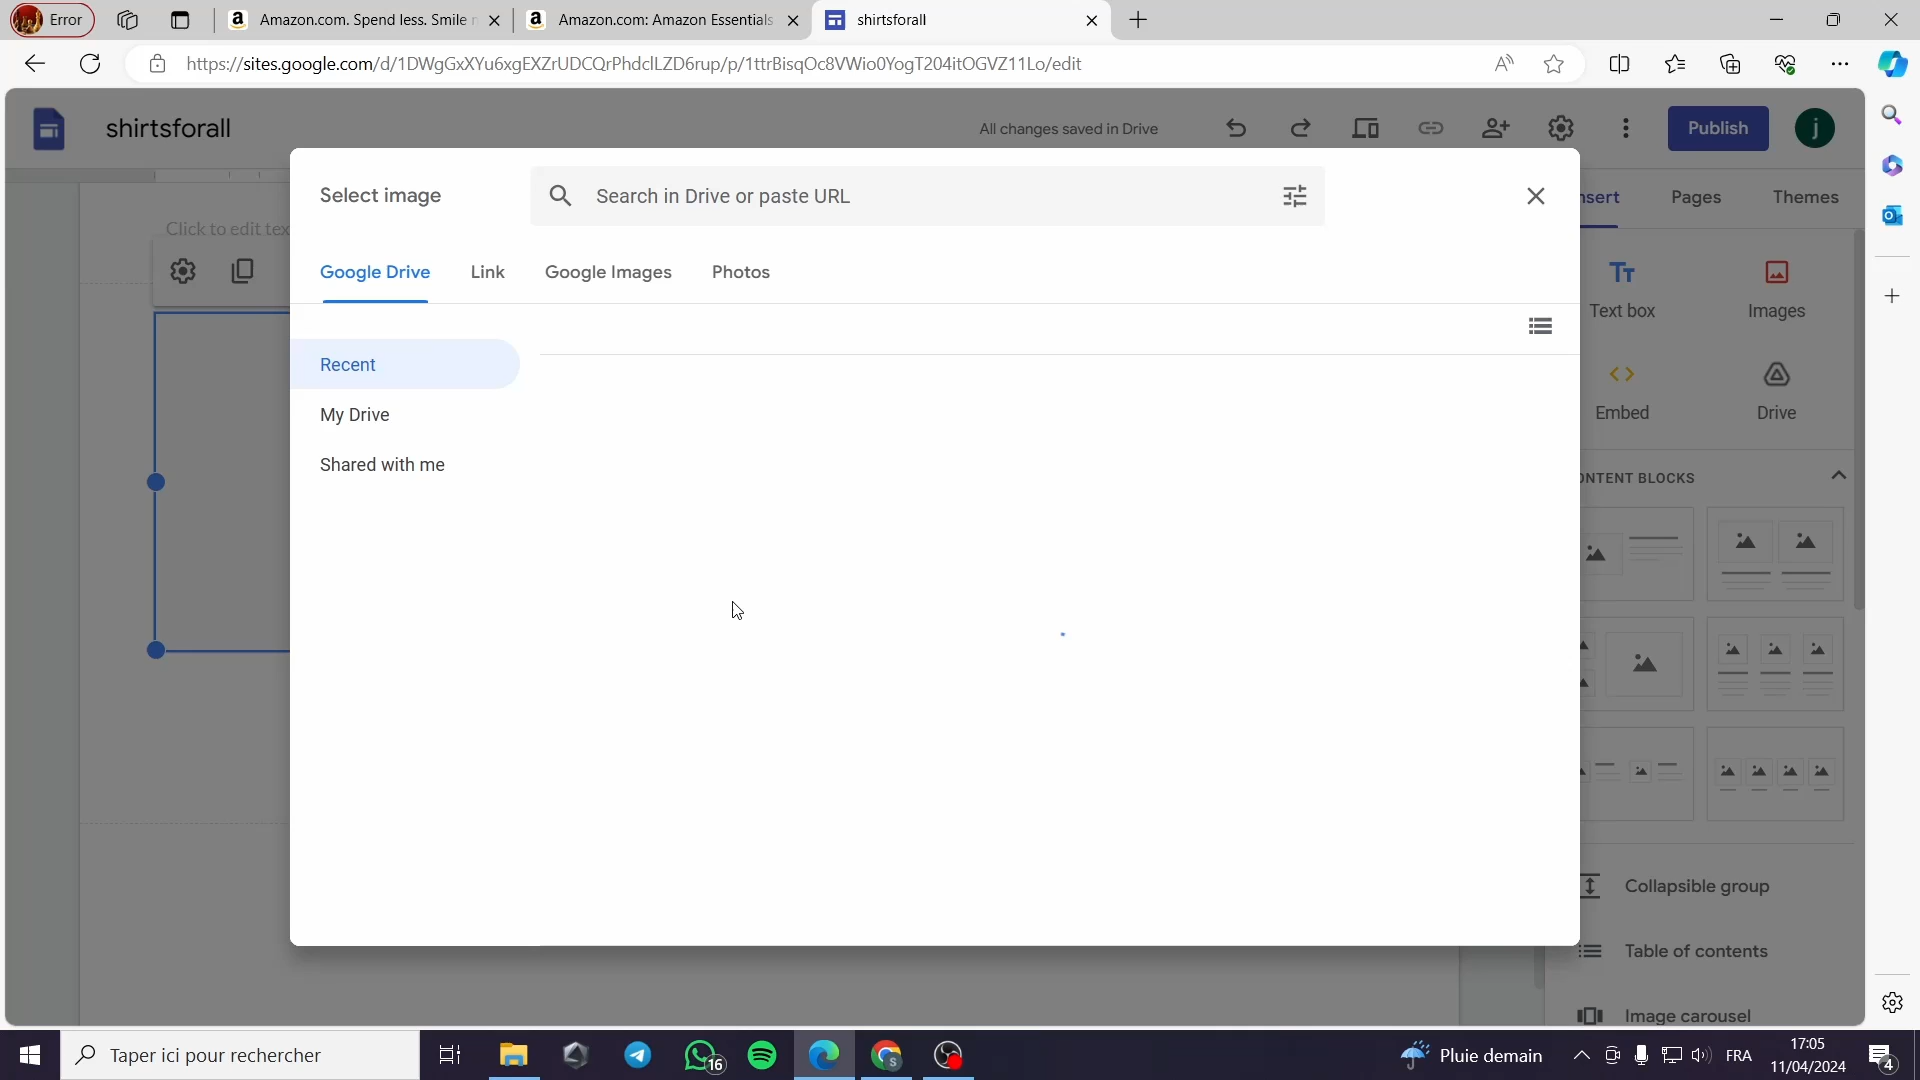 Error
Amazon.com. Spend less. Smile
Amazon.com: Amazon Essentials
shirtsforall
https://sites.google.com/d/1DWgGxXYu6xgEXZrUDCQrPhdclLZD6rup/p/1ttrBisqOc8VWio0YogT204itOGVZ11Lo/edit
shirtsforall
All changes saved in Drive
Publish
j
Select image
Search in Drive or paste URL
nsert
Pages
Themes
Click to edit tex
Google Drive
Link
Google Images
Photos
Text box
Images
Recent
My Drive
Embed
Drive
Shared with me
ONTENT BLOCKS
Collapsible group
Table of contents
Image carousel
Taper ici pour rechercher
16
S
Pluie demain
FRA
17:05
11/04/2024
4